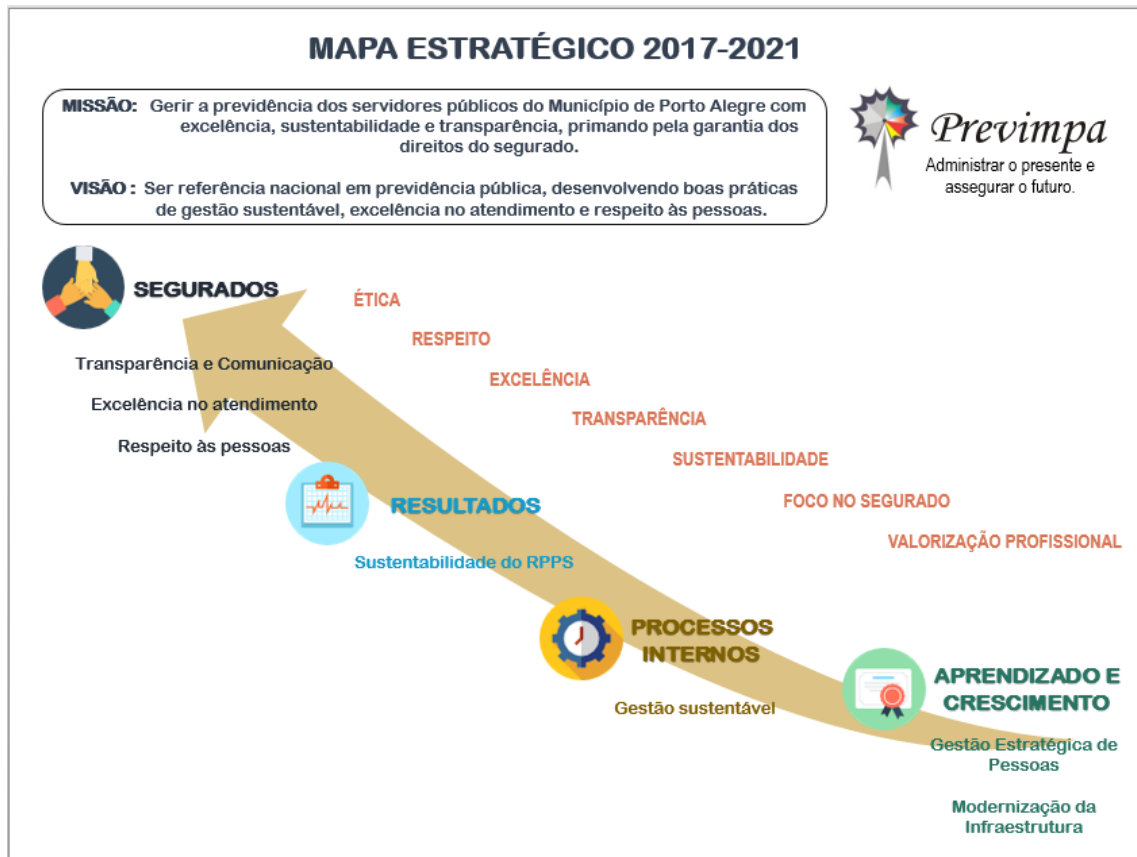 MAPA ESTRATÉGICO 2017-2021
MISSÃO: Gerir a previdência dos servidores públicos do Município de Porto Alegre com
excelência, sustentabilidade e transparência, primando pela garantia dos
direitos do segurado.
VISÃO : Ser referência nacional em previdência pública, desenvolvendo boas práticas
de gestão sustentável, excelência no atendimento e respeito às pessoas.
Previmpa
Administrar o presente e
assegurar o futuro.
SEGURADOS
Transparência e Comunicação
Excelência no atendimento
Respeito às pessoas
ÉTICA
RESPEITO
EXCELÊNCIA
TRANSPARÊNCIA
SUSTENTABILIDADE
FOCO NO SEGURADO
VALORIZAÇÃO PROFISSIONAL
RESULTADOS
Sustentabilidade do RPPS
PROCESSOS
INTERNOS
Gestão sustentável
APRENDIZADO E
CRESCIMENTO
Gestão Estratégica de
Pessoas
Modernização da
Infraestrutura